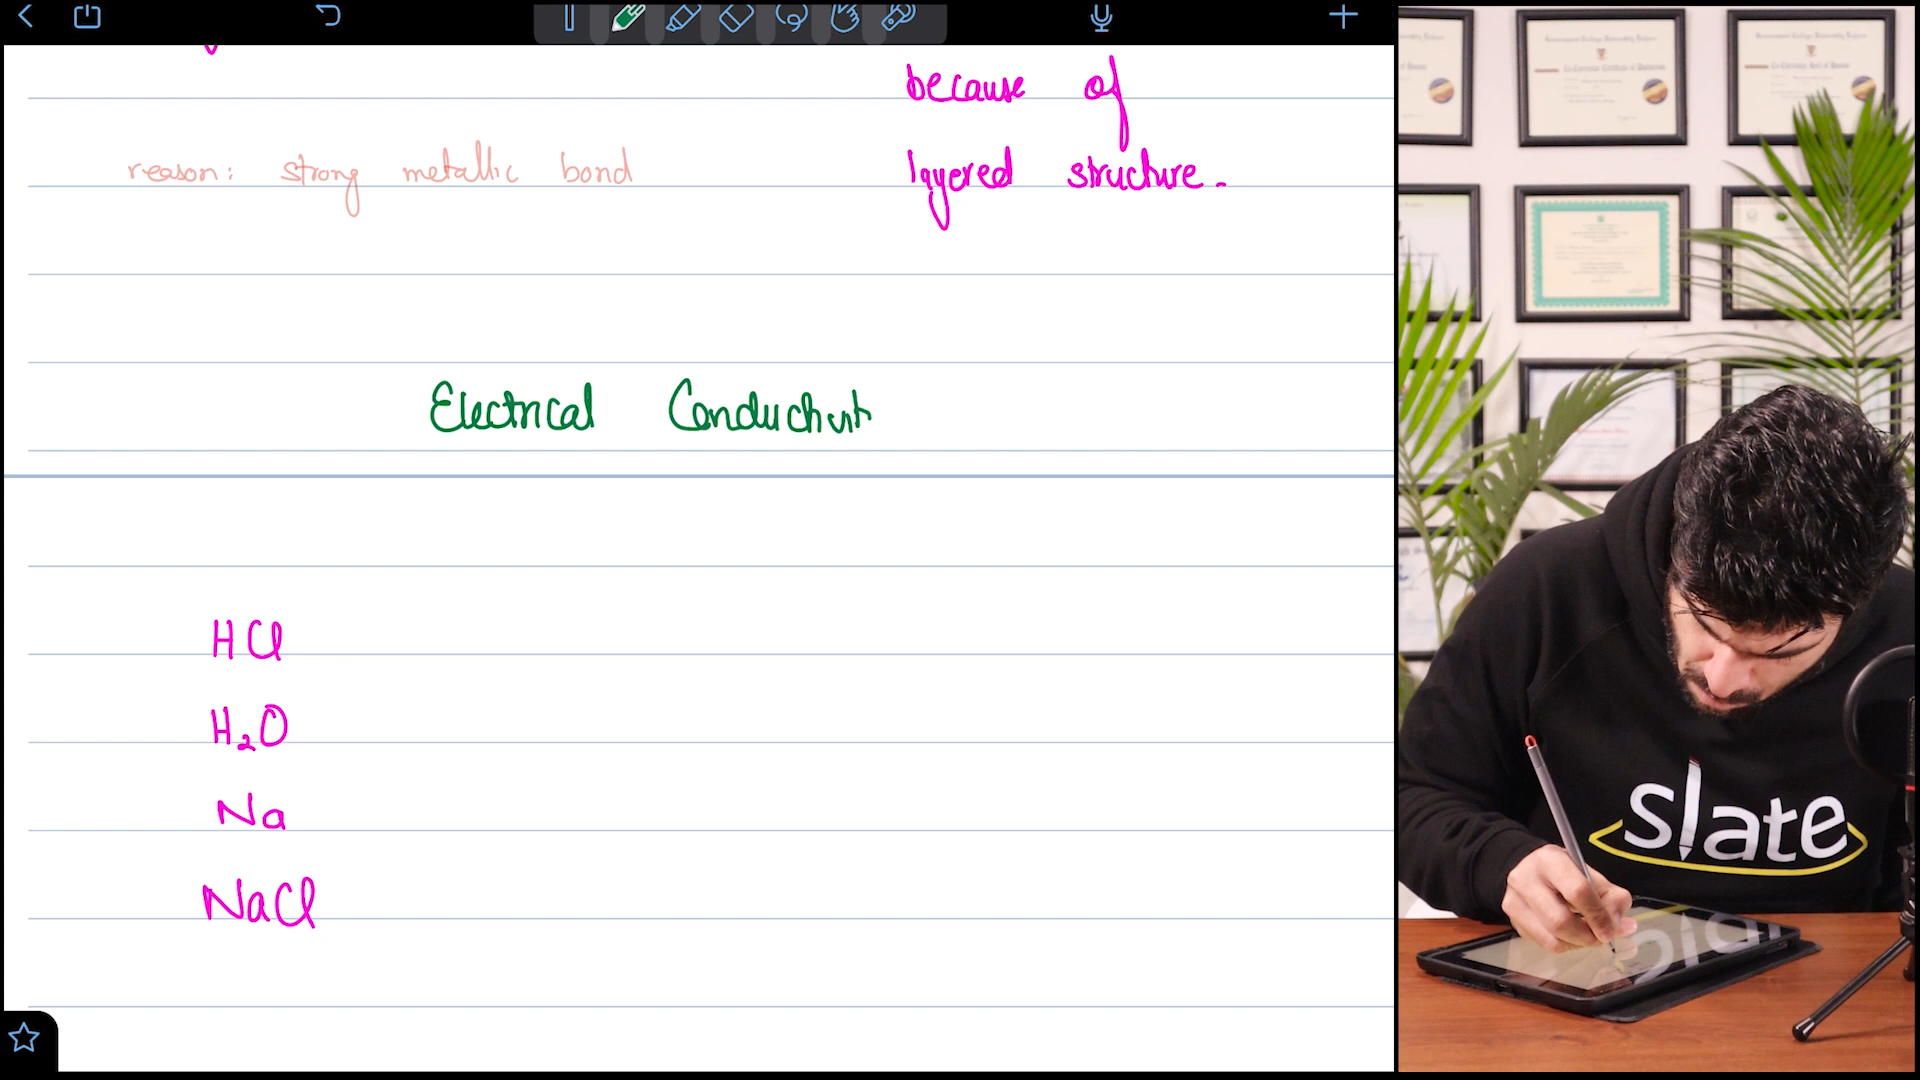 because of
reason: strong metallic bond
layered structure.
Electrical Conductivit
HCl
H₂O
Na
NaCl
slate